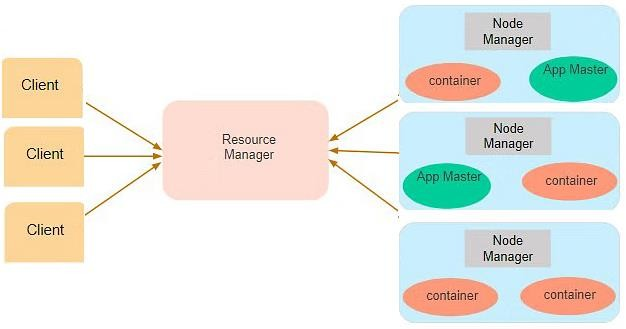 Client
Client
Client
Resource
Manager
Node
Manager
container
App Master
Node
Manager
App Master
container
Node
Manager
container
container